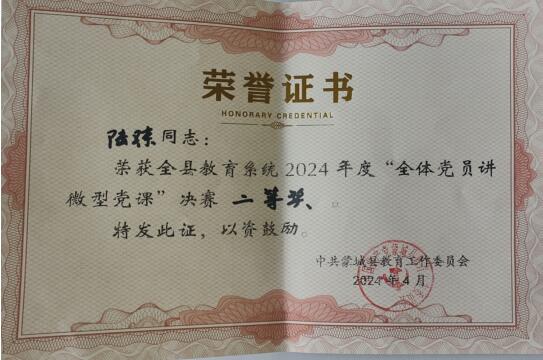 荣誉证书
HONORARY CREDENTIAL
陆球同志：
荣获全县教育系统2024年度“全体党员讲
微型党课”决赛 二等奖、。
特发此证，以资鼓励。
中共蒙城县教育工作委员会
2024年4月